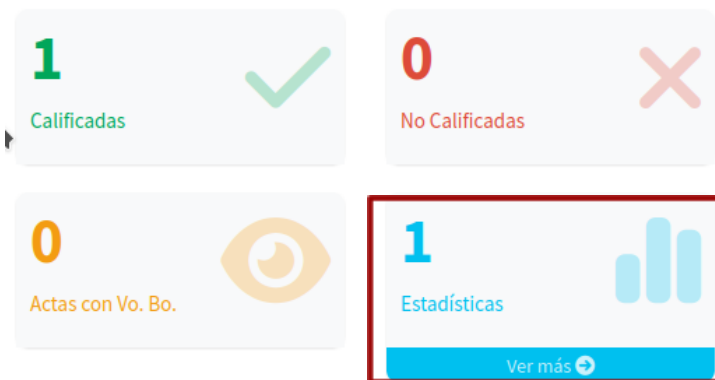 1
Calificadas
0
No Calificadas
0
Actas con Vo. Bo.
1
Estadísticas
Ver más